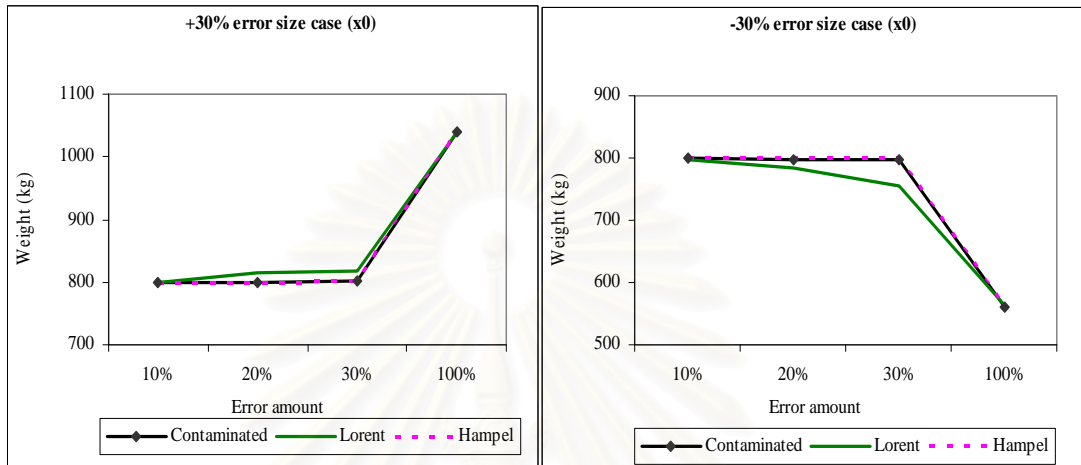 +30% error size case (x0)
1100
1000
900
800
700
Weight (kg)
10% 20% 30% 100%
Error amount
Contaminated Lorent Hampel
-30% error size case (x0)
900
800
700
600
500
Weight (kg)
10% 20% 30% 100%
Error amount
Contaminated Lorent Hampel